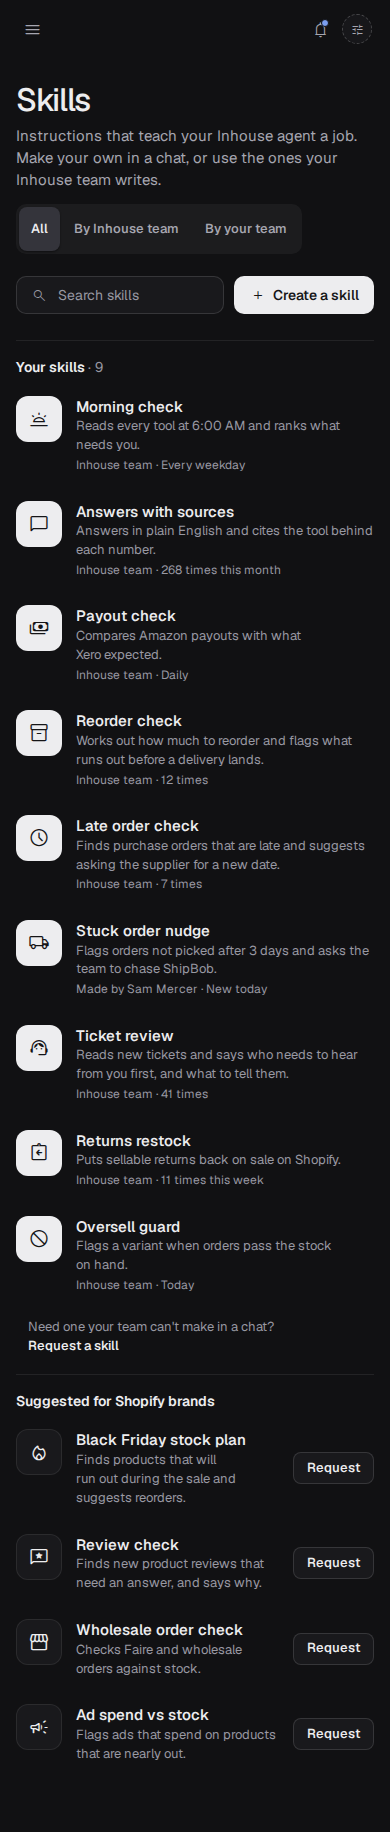 Skills
Instructions that teach your Inhouse agent a job.
Make your own in a chat, or use the ones your
Inhouse team writes.
All By Inhouse team By your team
Search skills + Create a skill
Your skills · 9
Morning check
Reads every tool at 6:00 AM and ranks what
needs you.
Inhouse team · Every weekday
Answers with sources
Answers in plain English and cites the tool behind
each number.
Inhouse team · 268 times this month
Payout check
Compares Amazon payouts with what
Xero expected.
Inhouse team · Daily
Reorder check
Works out how much to reorder and flags what
runs out before a delivery lands.
Inhouse team · 12 times
Late order check
Finds purchase orders that are late and suggests
asking the supplier for a new date.
Inhouse team · 7 times
Stuck order nudge
Flags orders not picked after 3 days and asks the
team to chase ShipBob.
Made by Sam Mercer · New today
Ticket review
Reads new tickets and says who needs to hear
from you first, and what to tell them.
Inhouse team · 41 times
Returns restock
Puts sellable returns back on sale on Shopify.
Inhouse team · 11 times this week
Oversell guard
Flags a variant when orders pass the stock
on hand.
Inhouse team · Today
Need one your team can't make in a chat?
Request a skill
Suggested for Shopify brands
Black Friday stock plan
Finds products that will
run out during the sale and
suggests reorders.
Request
Review check
Finds new product reviews that
need an answer, and says why.
Request
Wholesale order check
Checks Faire and wholesale
orders against stock.
Request
Ad spend vs stock
Flags ads that spend on products
that are nearly out.
Request